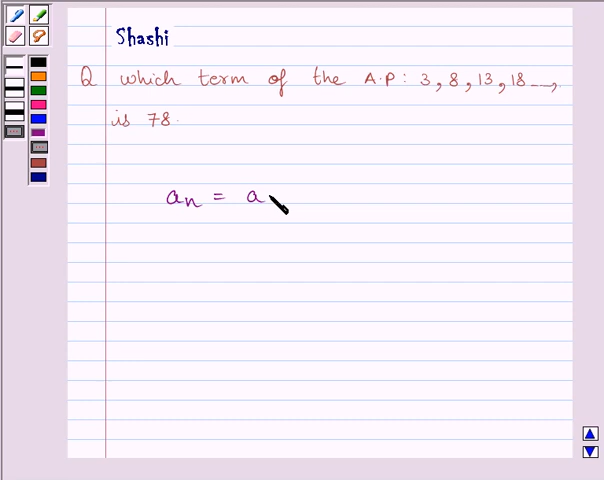 Shashi
Q which term of the A.P : 3, 8, 13, 18 ---,
is 78.
aₙ = a